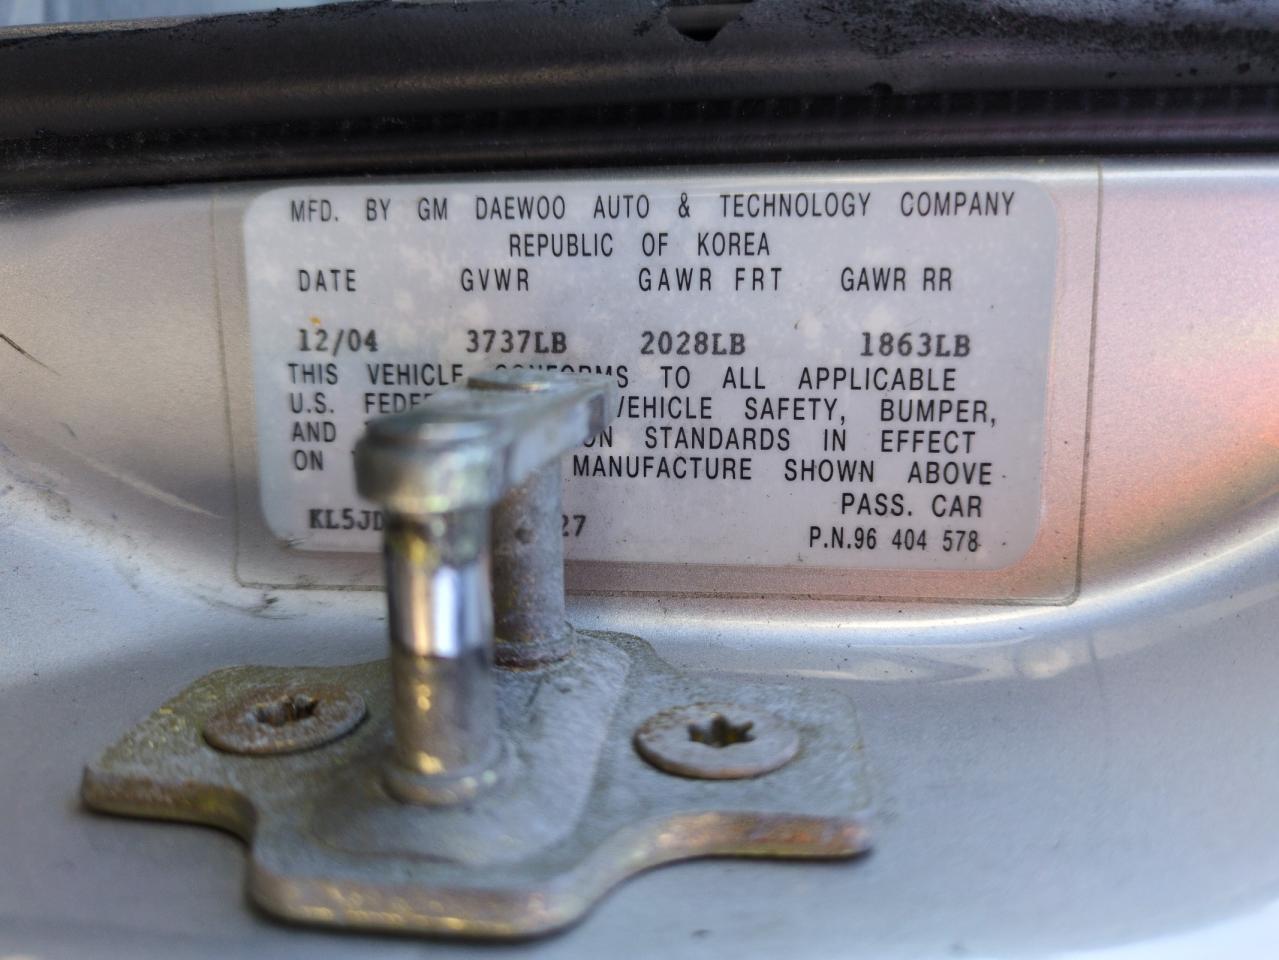 MFD. BY GM DAEWOO AUTO & TECHNOLOGY COMPANY
REPUBLIC OF KOREA
DATE GVWR GAWR FRT GAWR RR
12/04 3737LB 2028LB 1863LB
THIS VEHICLE CONFORMS TO ALL APPLICABLE
U.S. VEHICLE SAFETY, BUMPER,
AND STANDARDS IN EFFECT
ON MANUFACTURE SHOWN ABOVE
PASS. CAR
P.N.96 404 578